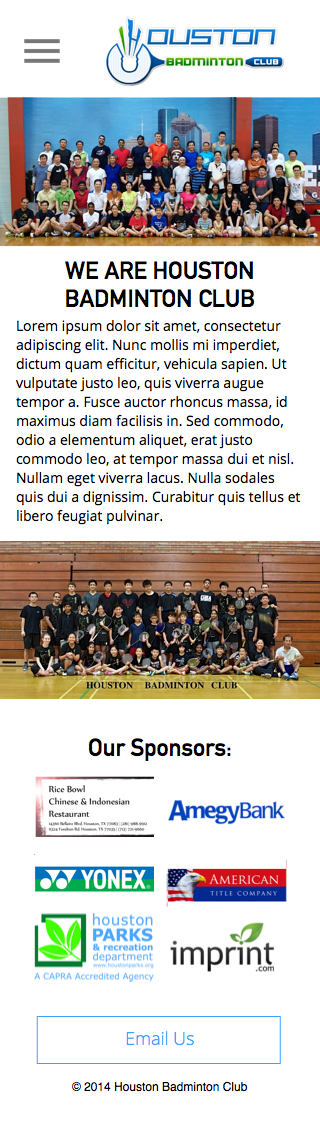 HOUSTON
BADMINTON CLUB
WE ARE HOUSTON
BADMINTON CLUB
Lorem ipsum dolor sit amet, consectetur
adipiscing elit. Nunc mollis mi imperdiet,
dictum quam efficitur, vehicula sapien. Ut
vulputate justo leo, quis viverra augue
tempor a. Fusce auctor rhoncus massa, id
maximus diam facilisis in. Sed commodo,
odio a elementum aliquet, erat justo
commodo leo, at tempor massa dui et nisl.
Nullam eget viverra lacus. Nulla sodales
quis dui a dignissim. Curabitur quis tellus et
libero feugiat pulvinar.
HOUSTON BADMINTON CLUB
Our Sponsors:
Rice Bowl
Chinese & Indonesian
Restaurant
AmegyBank
YONEX
AMERICAN
TITLE COMPANY
houston
PARKS
& recreation
department
www.houstonparks.org
A CAPRA Accredited Agency
imprint
.com
Email Us
© 2014 Houston Badminton Club